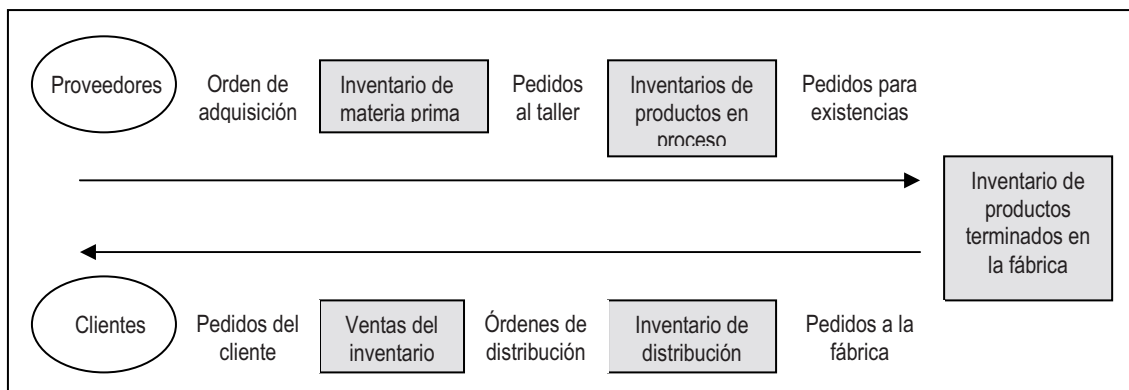 Proveedores
Orden de
adquisición
Inventario de
materia prima
Pedidos
al taller
Inventarios de
productos en
proceso
Pedidos para
existencias
Inventario de
productos
terminados en
la fábrica
Clientes
Pedidos del
cliente
Ventas del
inventario
Órdenes de
distribución
Inventario de
distribución
Pedidos a la
fábrica